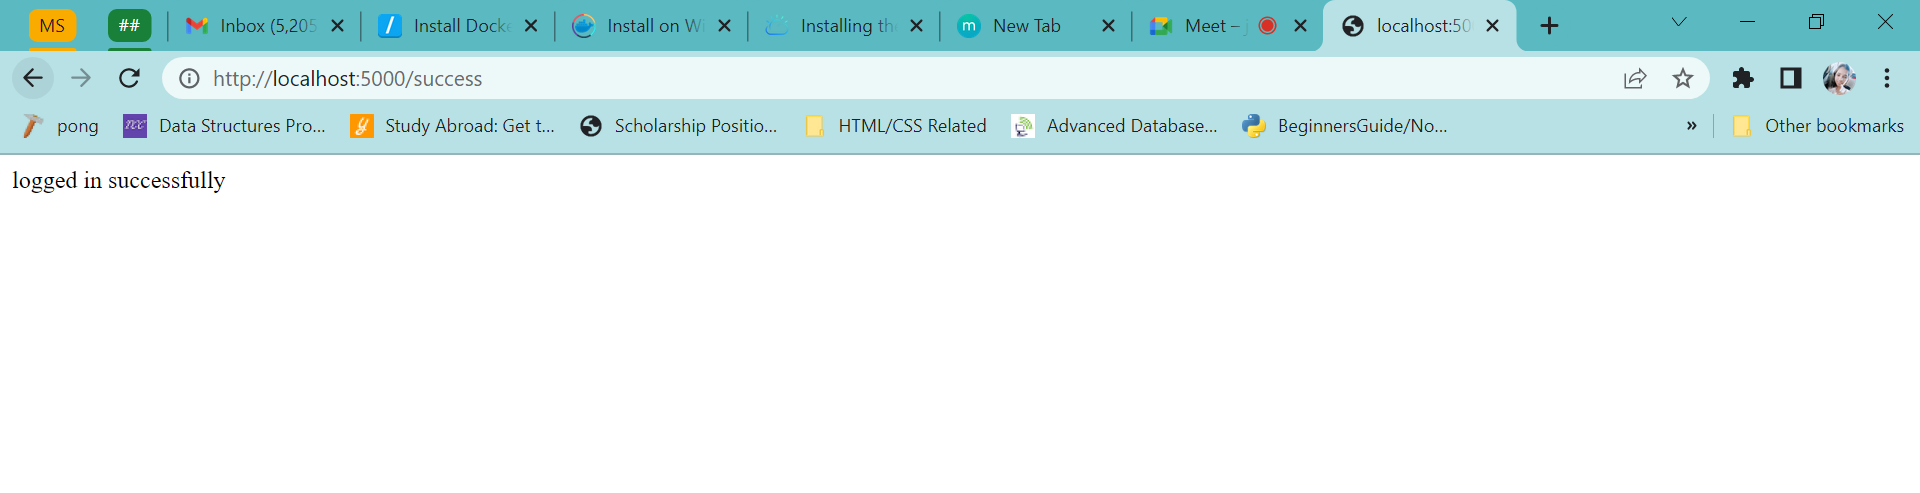 MS ## Inbox (5,205 Install Docke Install on Wi Installing the New Tab Meet – j localhost:50
http://localhost:5000/success
pong Data Structures Pro... Study Abroad: Get t... Scholarship Positio... HTML/CSS Related Advanced Database... BeginnersGuide/No... » Other bookmarks
logged in successfully